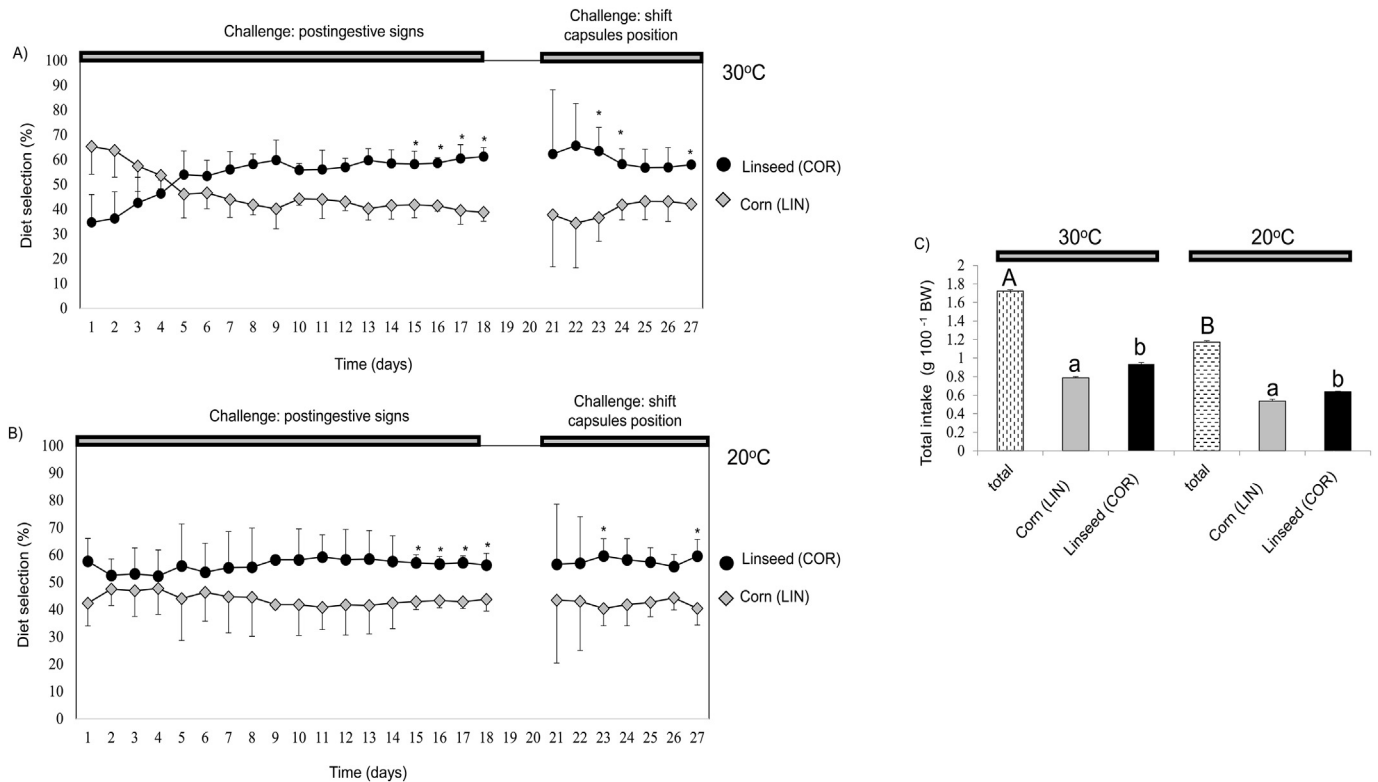 A)
Challenge: postingestive signs
Challenge: shift
capsules position
30°C
Diet selection (%)
100
90
80
70
60
50
40
30
20
10
0
* * * * * * *
1 2 3 4 5 6 7 8 9 10 11 12 13 14 15 16 17 18 19 20 21 22 23 24 25 26 27
Time (days)
Linseed (COR)
Corn (LIN)
B)
Challenge: postingestive signs
Challenge: shift
capsules position
20°C
Diet selection (%)
100
90
80
70
60
50
40
30
20
10
0
* * * * * *
1 2 3 4 5 6 7 8 9 10 11 12 13 14 15 16 17 18 19 20 21 22 23 24 25 26 27
Time (days)
Linseed (COR)
Corn (LIN)
C)
30°C 20°C
Total intake (g 100 ⁻¹ BW)
2
1.8
1.6
1.4
1.2
1
0.8
0.6
0.4
0.2
0
A a b B a b
total Corn (LIN) Linseed (COR) total Corn (LIN) Linseed (COR)